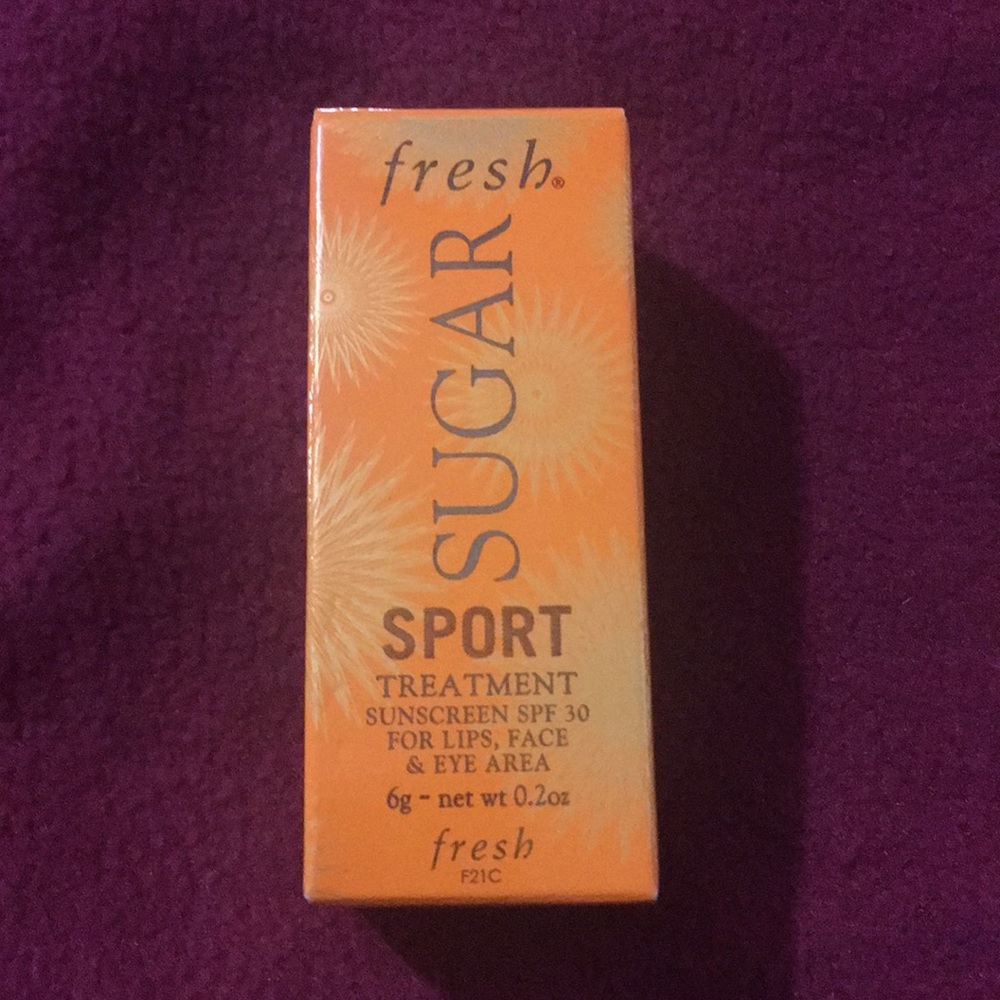 fresh®
SUGAR
SPORT
TREATMENT
SUNSCREEN SPF 30
FOR LIPS, FACE
& EYE AREA
6g - net wt 0.2oz
fresh
F21C